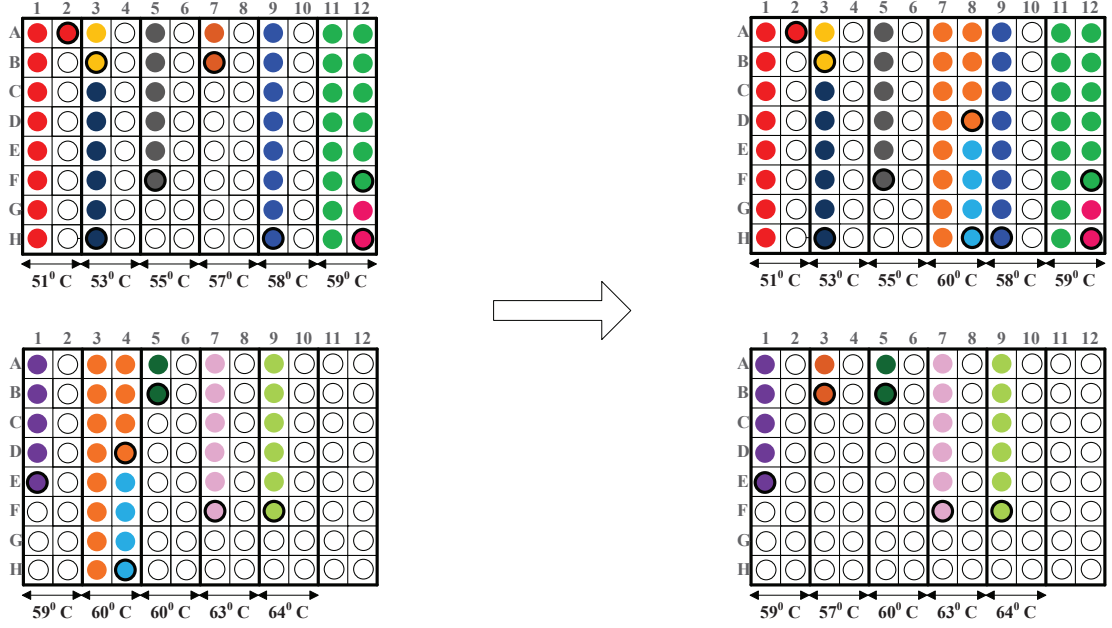 1 2 3 4 5 6 7 8 9 10 11 12
A
B
C
D
E
F
G
H
51⁰ C 53⁰ C 55⁰ C 57⁰ C 58⁰ C 59⁰ C
1 2 3 4 5 6 7 8 9 10 11 12
A
B
C
D
E
F
G
H
51⁰ C 53⁰ C 55⁰ C 60⁰ C 58⁰ C 59⁰ C
1 2 3 4 5 6 7 8 9 10 11 12
A
B
C
D
E
F
G
H
59⁰ C 60⁰ C 60⁰ C 63⁰ C 64⁰ C
1 2 3 4 5 6 7 8 9 10 11 12
A
B
C
D
E
F
G
H
59⁰ C 57⁰ C 60⁰ C 63⁰ C 64⁰ C